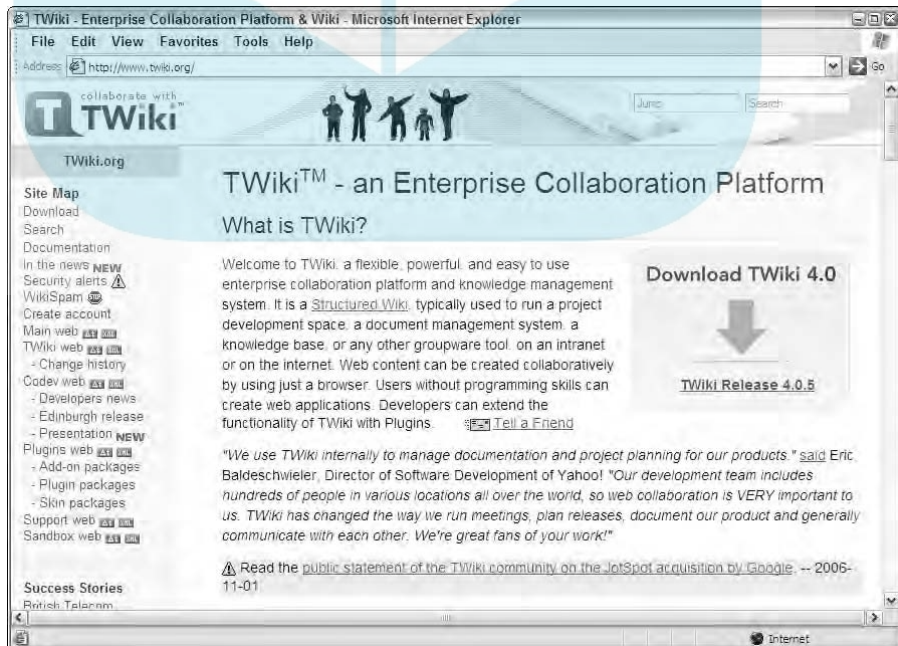 TWiki - Enterprise Collaboration Platform & Wiki - Microsoft Internet Explorer
File Edit View Favorites Tools Help
Address http://www.twiki.org/ Go
collaborate with
TWiki™
Jump Search
TWiki.org
Site Map
Download
Search
Documentation
In the news NEW
Security alerts
WikiSpam
Create account
Main web
TWiki web
- Change history
Codev web
- Developers news
- Edinburgh release
- Presentation NEW
Plugins web
- Add-on packages
- Plugin packages
- Skin packages
Support web
Sandbox web
Success Stories
British Telecom
TWiki™ - an Enterprise Collaboration Platform
What is TWiki?
Welcome to TWiki, a flexible, powerful, and easy to use
enterprise collaboration platform and knowledge management
system. It is a Structured Wiki, typically used to run a project
development space, a document management system, a
knowledge base, or any other groupware tool, on an intranet
or on the internet. Web content can be created collaboratively
by using just a browser. Users without programming skills can
create web applications. Developers can extend the
functionality of TWiki with Plugins. Tell a Friend
Download TWiki 4.0
TWiki Release 4.0.5
"We use TWiki internally to manage documentation and project planning for our products." said Eric
Baldeschwieler, Director of Software Development of Yahoo! "Our development team includes
hundreds of people in various locations all over the world, so web collaboration is VERY important to
us. TWiki has changed the way we run meetings, plan releases, document our product and generally
communicate with each other. We're great fans of your work!"
Read the public statement of the TWiki community on the JotSpot acquisition by Google. -- 2006-
11-01
Internet